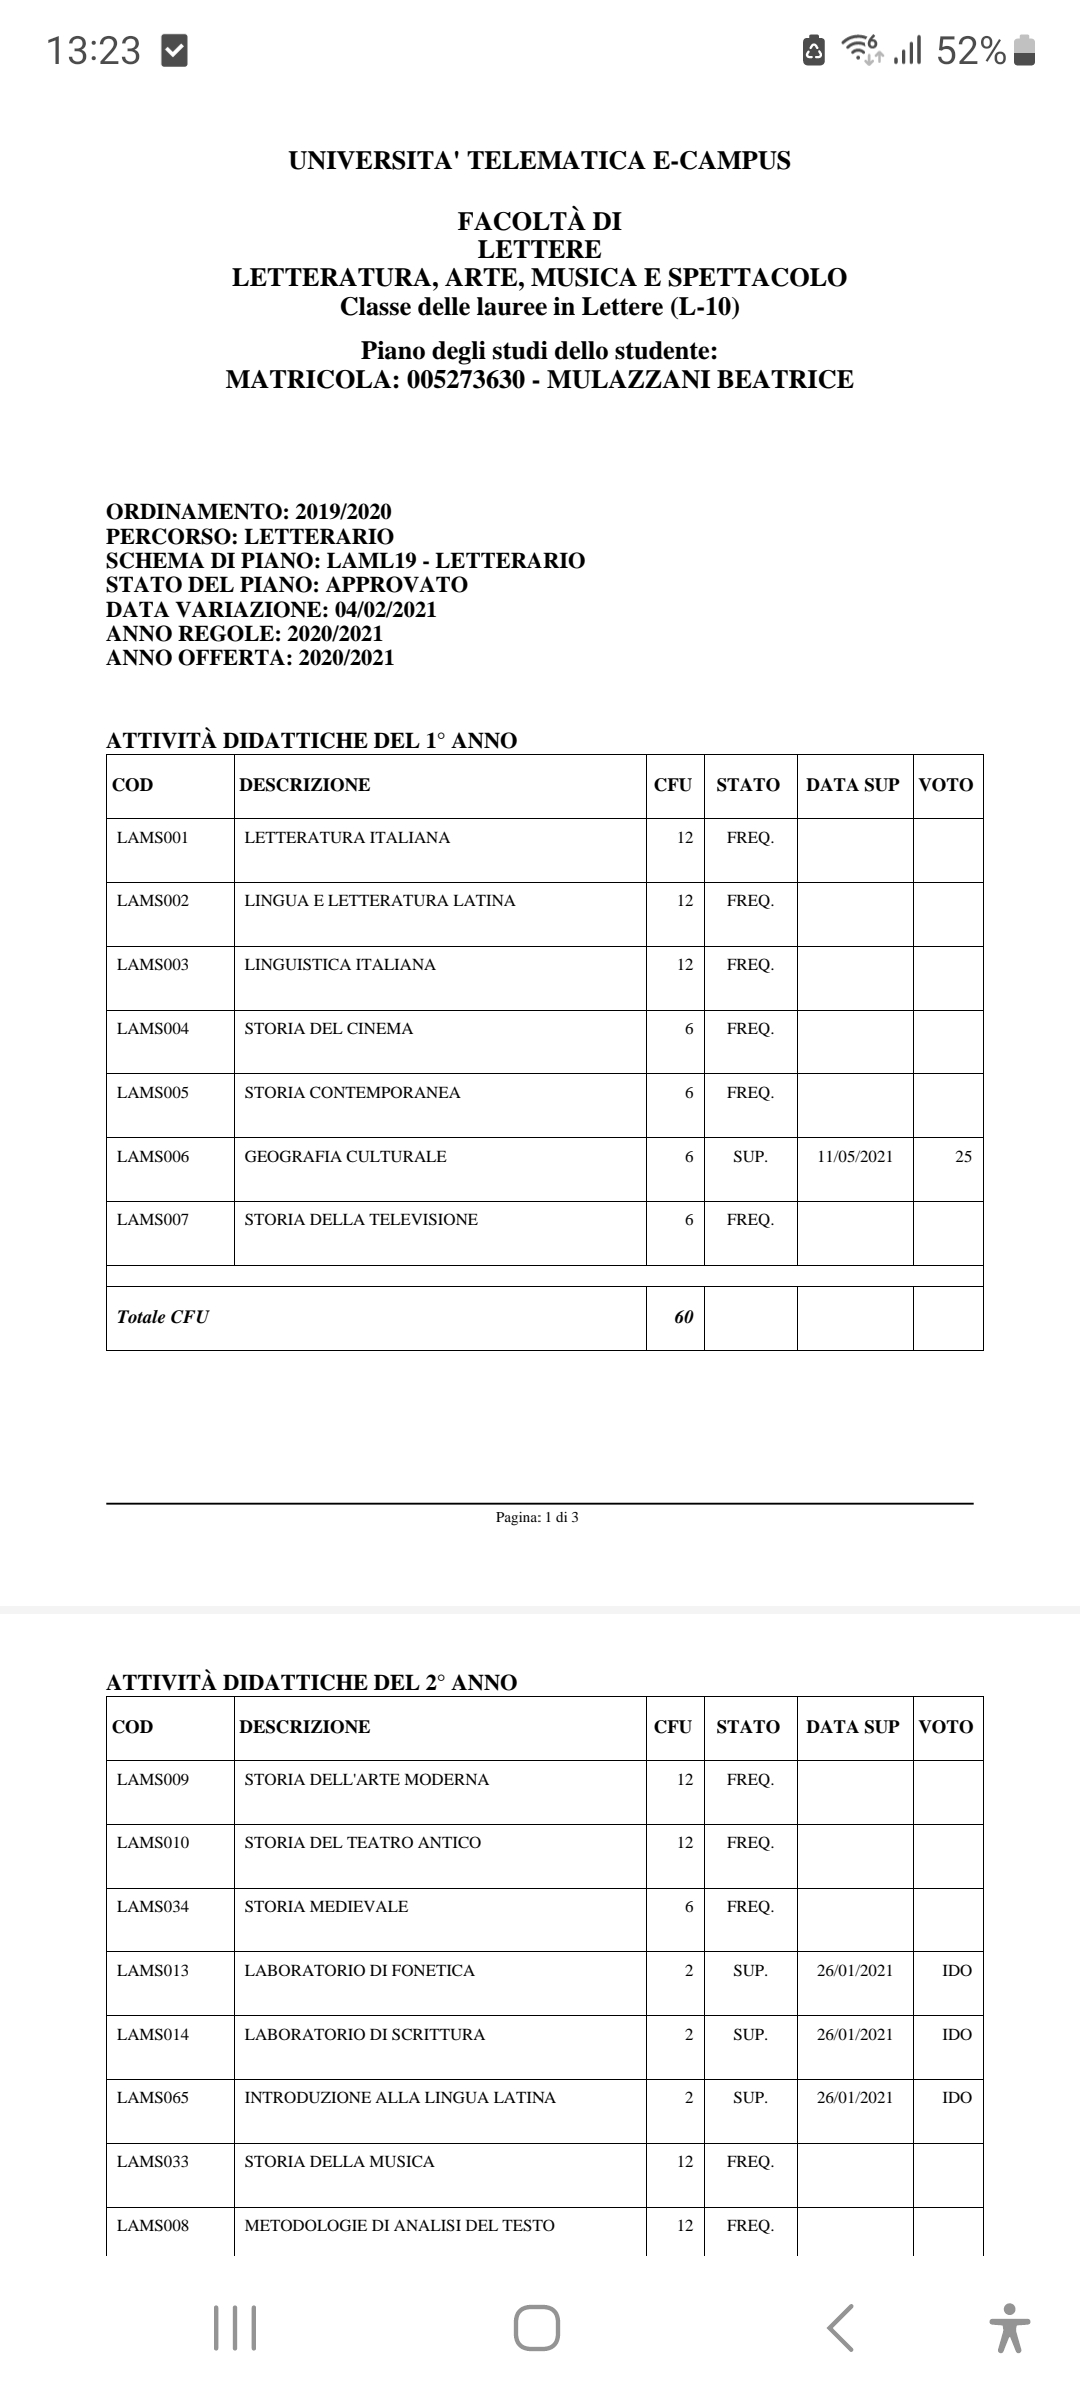 13:23
6
52%
UNIVERSITA' TELEMATICA E-CAMPUS
FACOLTÀ DI
LETTERE
LETTERATURA, ARTE, MUSICA E SPETTACOLO
Classe delle lauree in Lettere (L-10)
Piano degli studi dello studente:
MATRICOLA: 005273630 - MULAZZANI BEATRICE
ORDINAMENTO: 2019/2020
PERCORSO: LETTERARIO
SCHEMA DI PIANO: LAML19 - LETTERARIO
STATO DEL PIANO: APPROVATO
DATA VARIAZIONE: 04/02/2021
ANNO REGOLE: 2020/2021
ANNO OFFERTA: 2020/2021
ATTIVITÀ DIDATTICHE DEL 1° ANNO
COD DESCRIZIONE CFU STATO DATA SUP VOTO
LAMS001 LETTERATURA ITALIANA 12 FREQ.
LAMS002 LINGUA E LETTERATURA LATINA 12 FREQ.
LAMS003 LINGUISTICA ITALIANA 12 FREQ.
LAMS004 STORIA DEL CINEMA 6 FREQ.
LAMS005 STORIA CONTEMPORANEA 6 FREQ.
LAMS006 GEOGRAFIA CULTURALE 6 SUP. 11/05/2021 25
LAMS007 STORIA DELLA TELEVISIONE 6 FREQ.
Totale CFU 60
Pagina: 1 di 3
ATTIVITÀ DIDATTICHE DEL 2° ANNO
COD DESCRIZIONE CFU STATO DATA SUP VOTO
LAMS009 STORIA DELL'ARTE MODERNA 12 FREQ.
LAMS010 STORIA DEL TEATRO ANTICO 12 FREQ.
LAMS034 STORIA MEDIEVALE 6 FREQ.
LAMS013 LABORATORIO DI FONETICA 2 SUP. 26/01/2021 IDO
LAMS014 LABORATORIO DI SCRITTURA 2 SUP. 26/01/2021 IDO
LAMS065 INTRODUZIONE ALLA LINGUA LATINA 2 SUP. 26/01/2021 IDO
LAMS033 STORIA DELLA MUSICA 12 FREQ.
LAMS008 METODOLOGIE DI ANALISI DEL TESTO 12 FREQ.